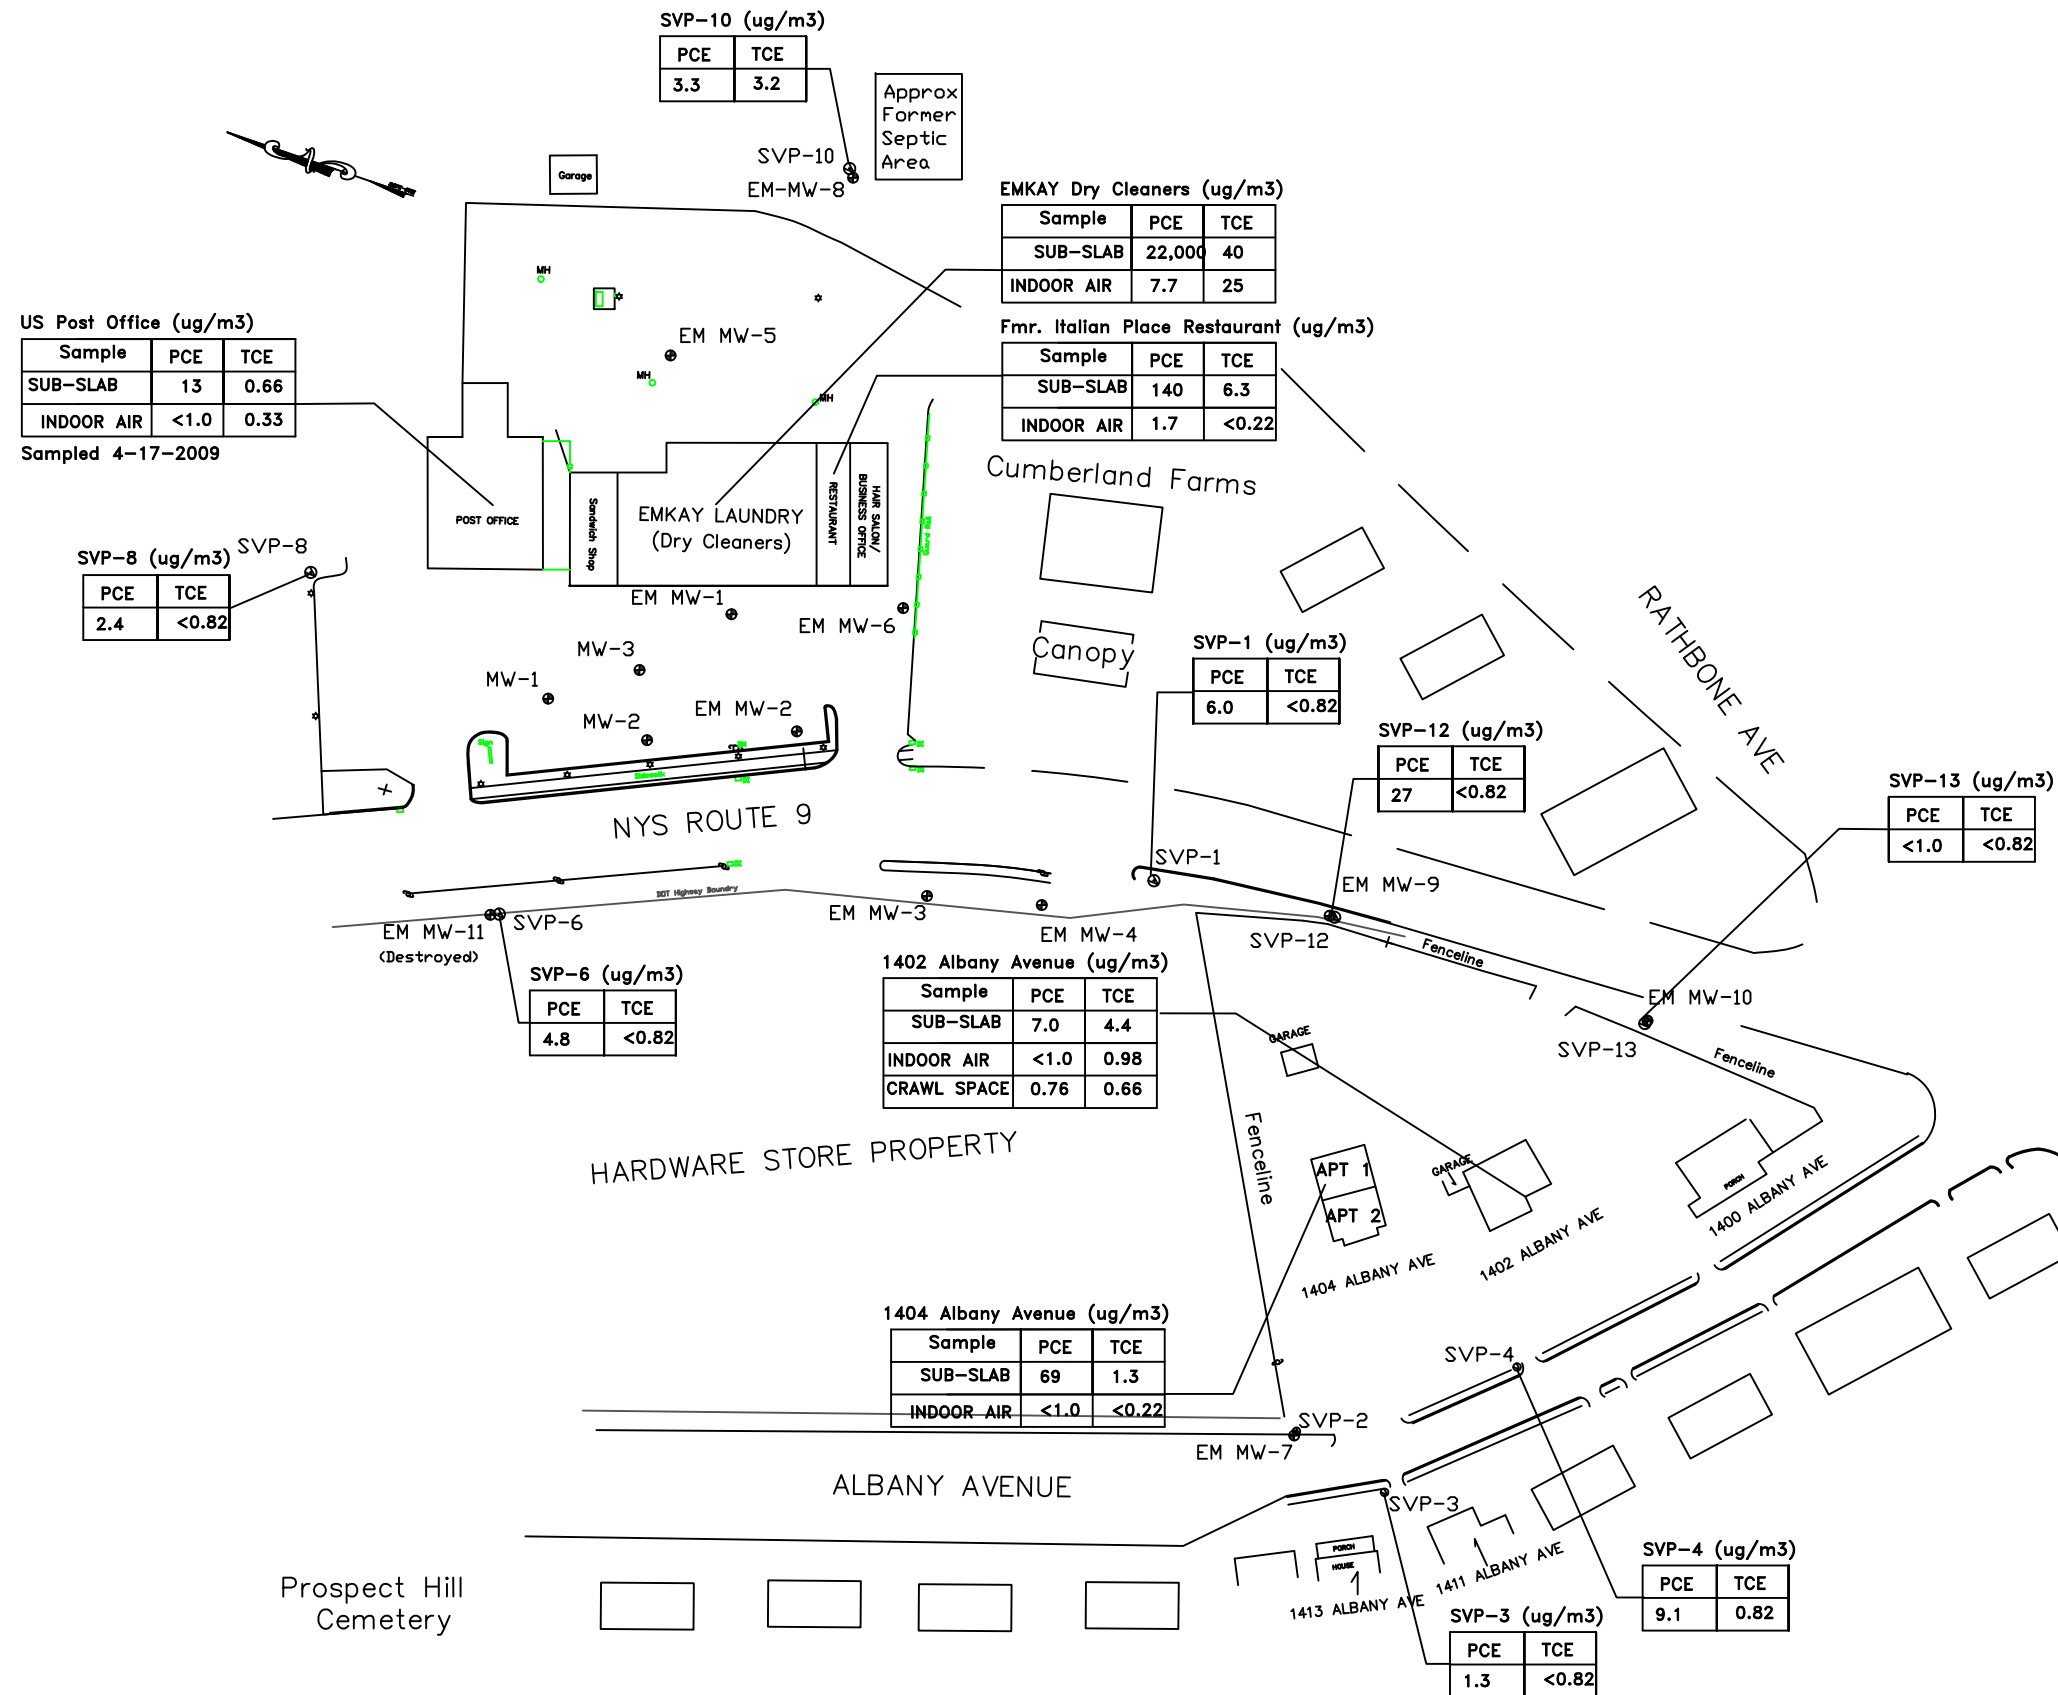 SVP-10 (ug/m3)
PCE TCE
3.3 3.2
Approx
Former
Septic
Area
SVP-10
EM-MW-8
Garage
EMKAY Dry Cleaners (ug/m3)
Sample PCE TCE
SUB-SLAB 22,000 40
INDOOR AIR 7.7 25
MH
US Post Office (ug/m3)
Sample PCE TCE
SUB-SLAB 13 0.66
INDOOR AIR <1.0 0.33
Sampled 4-17-2009
EM MW-5
MH
MH
Fmr. Italian Place Restaurant (ug/m3)
Sample PCE TCE
SUB-SLAB 140 6.3
INDOOR AIR 1.7 <0.22
Cumberland Farms
POST OFFICE
Sandwich Shop
EMKAY LAUNDRY
(Dry Cleaners)
RESTAURANT
HAIR SALON/
BUSINESS OFFICE
Guard Rail
SVP-8 (ug/m3)
PCE TCE
2.4 <0.82
SVP-8
EM MW-1
EM MW-6
MW-3
MW-1
MW-2
EM MW-2
Canopy
RATHBONE AVE
SVP-1 (ug/m3)
PCE TCE
6.0 <0.82
SVP-12 (ug/m3)
PCE TCE
27 <0.82
SVP-13 (ug/m3)
PCE TCE
<1.0 <0.82
Sign
Sidewalk
NYS ROUTE 9
DOT Highway Boundry
SVP-1
EM MW-9
EM MW-3
EM MW-4
SVP-12
Fenceline
EM MW-11
(Destroyed)
SVP-6
SVP-6 (ug/m3)
PCE TCE
4.8 <0.82
1402 Albany Avenue (ug/m3)
Sample PCE TCE
SUB-SLAB 7.0 4.4
INDOOR AIR <1.0 0.98
CRAWL SPACE 0.76 0.66
EM MW-10
SVP-13
Fenceline
GARAGE
HARDWARE STORE PROPERTY
Fenceline
APT 1
APT 2
GARAGE
PORCH
1400 ALBANY AVE
1402 ALBANY AVE
1404 ALBANY AVE
1404 Albany Avenue (ug/m3)
Sample PCE TCE
SUB-SLAB 69 1.3
INDOOR AIR <1.0 <0.22
SVP-4
SVP-2
EM MW-7
ALBANY AVENUE
SVP-3
PORCH
HOUSE
1413 ALBANY AVE
1411 ALBANY AVE
SVP-4 (ug/m3)
PCE TCE
9.1 0.82
SVP-3 (ug/m3)
PCE TCE
1.3 <0.82
Prospect Hill
Cemetery